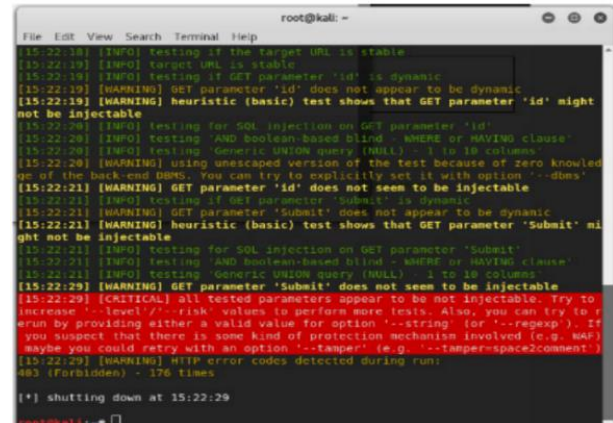 root@kali: ~
File Edit View Search Terminal Help
[15:22:18] [INFO] testing if the target URL is stable
[15:22:19] [INFO] target URL is stable
[15:22:19] [INFO] testing if GET parameter 'id' is dynamic
[15:22:19] [WARNING] GET parameter 'id' does not appear to be dynamic
[15:22:19] [WARNING] heuristic (basic) test shows that GET parameter 'id' might
not be injectable
[15:22:20] [INFO] testing for SQL injection on GET parameter 'id'
[15:22:20] [INFO] testing 'AND boolean-based blind - WHERE or HAVING clause'
[15:22:20] [INFO] testing 'Generic UNION query (NULL) - 1 to 10 columns'
[15:22:20] [WARNING] using unescaped version of the test because of zero knowled
ge of the back-end DBMS. You can try to explicitly set it with option '--dbms'
[15:22:21] [WARNING] GET parameter 'id' does not seem to be injectable
[15:22:21] [INFO] testing if GET parameter 'Submit' is dynamic
[15:22:21] [WARNING] GET parameter 'Submit' does not appear to be dynamic
[15:22:21] [WARNING] heuristic (basic) test shows that GET parameter 'Submit' mi
ght not be injectable
[15:22:21] [INFO] testing for SQL injection on GET parameter 'Submit'
[15:22:21] [INFO] testing 'AND boolean-based blind - WHERE or HAVING clause'
[15:22:21] [INFO] testing 'Generic UNION query (NULL) - 1 to 10 columns'
[15:22:29] [WARNING] GET parameter 'Submit' does not seem to be injectable
[15:22:29] [CRITICAL] all tested parameters appear to be not injectable. Try to
increase '--level'/'--risk' values to perform more tests. Also, you can try to r
erun by providing either a valid value for option '--string' (or '--regexp'). If
you suspect that there is some kind of protection mechanism involved (e.g. WAF)
maybe you could retry with an option '--tamper' (e.g. '--tamper=space2comment')
[15:22:29] [WARNING] HTTP error codes detected during run:
403 (Forbidden) - 176 times
[*] shutting down at 15:22:29
root@kali:~#